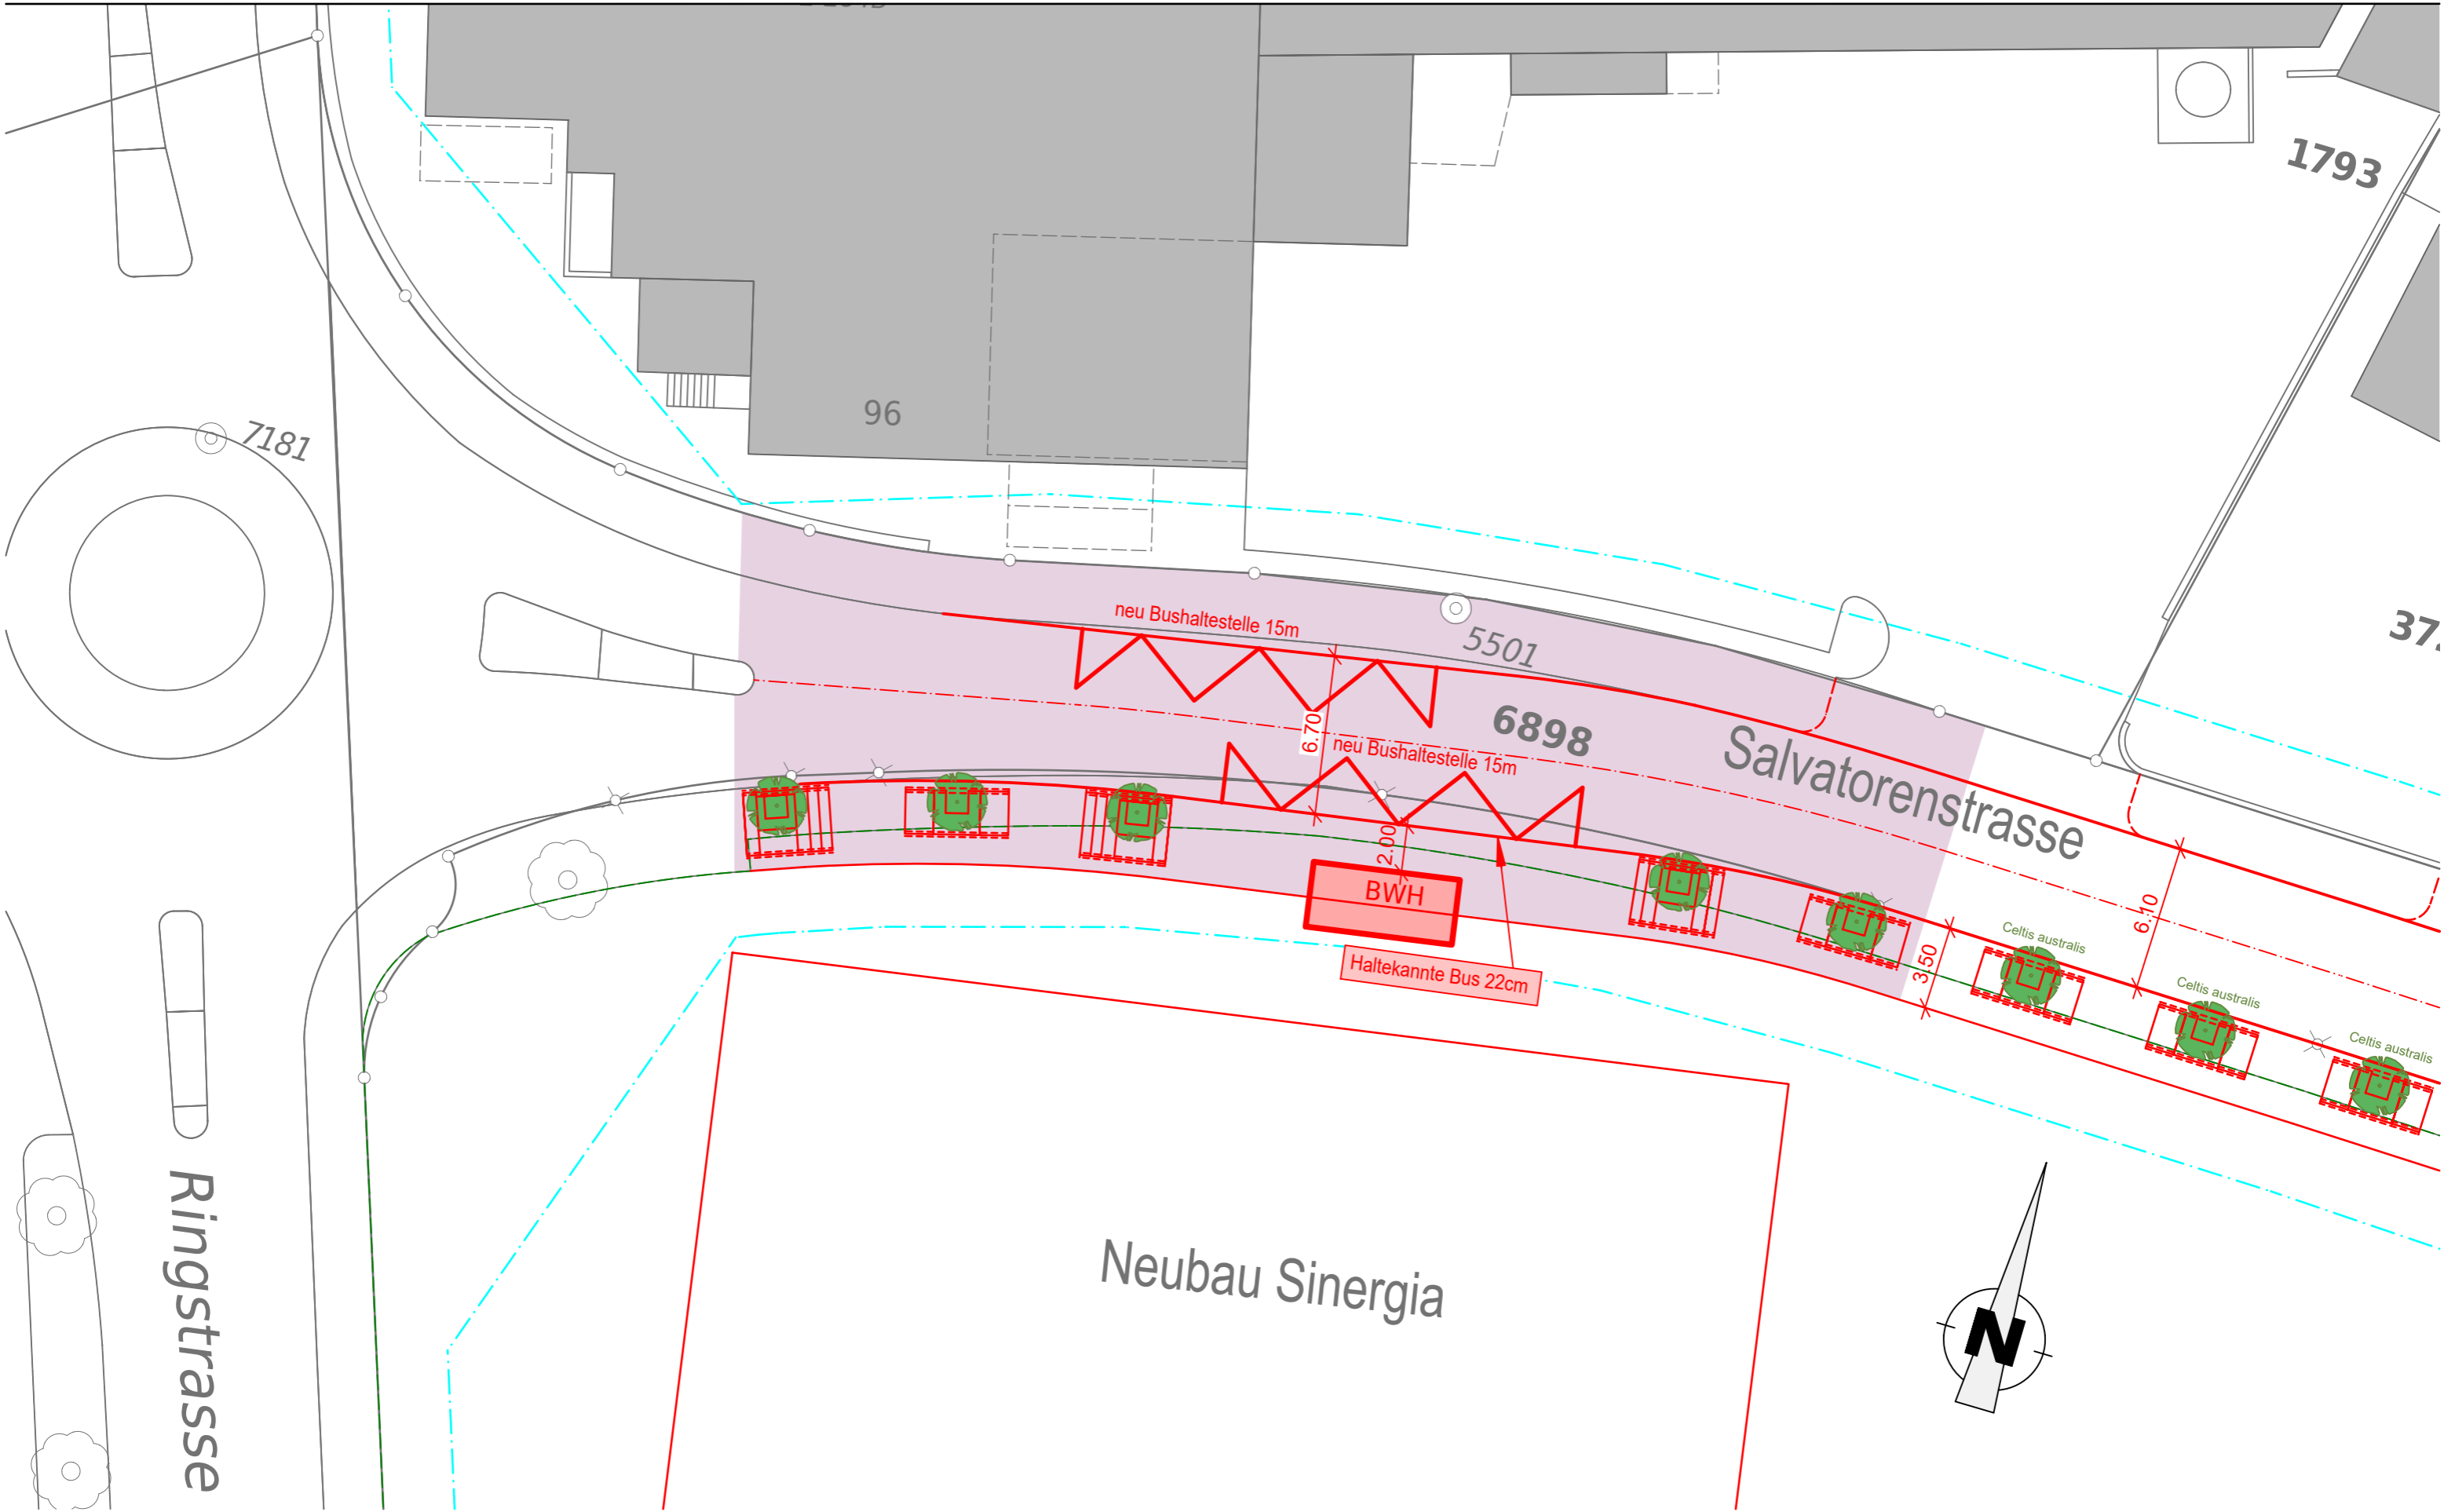 1793
96
7181
neu Bushaltestelle 15m
5501
6898
6.70
neu Bushaltestelle 15m
Salvatorenstrasse
2.00
BWH
Haltekannte Bus 22cm
3.50
6.10
Celtis australis
Celtis australis
Celtis australis
Ringstrasse
Neubau Sinergia
N